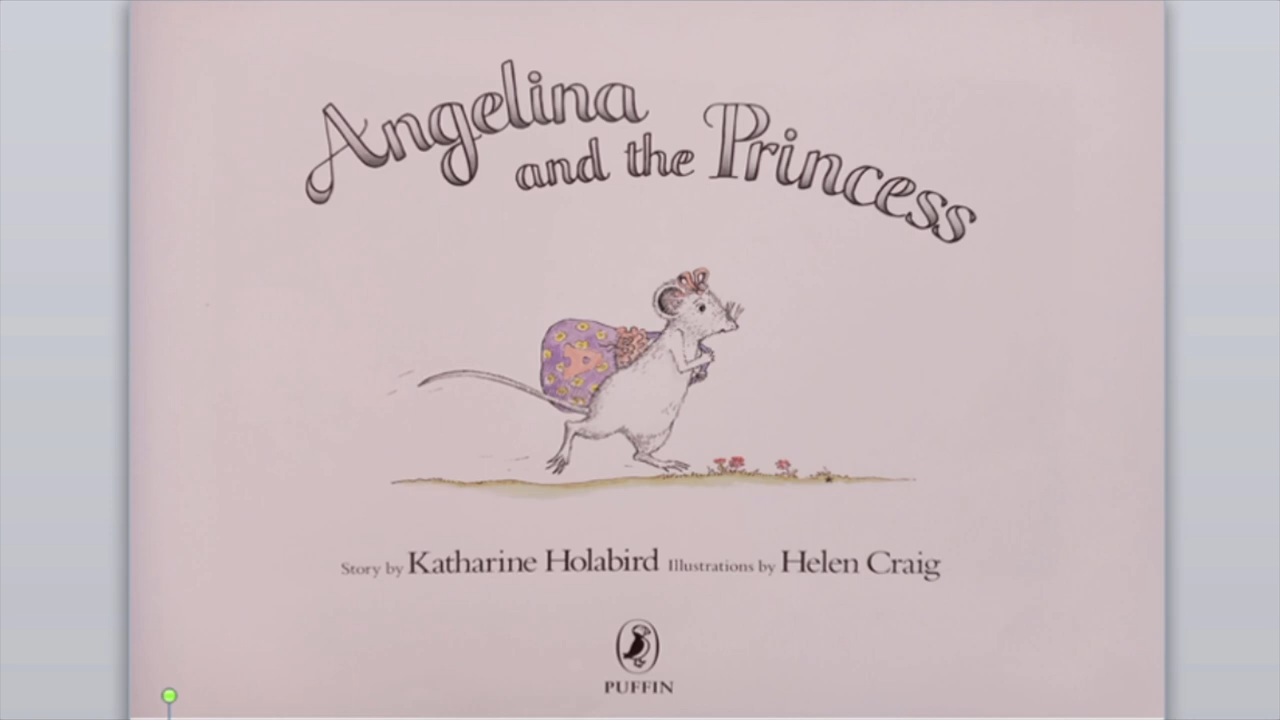 Angelina
and the Princess
A
Story by Katharine Holabird Illustrations by Helen Craig
PUFFIN